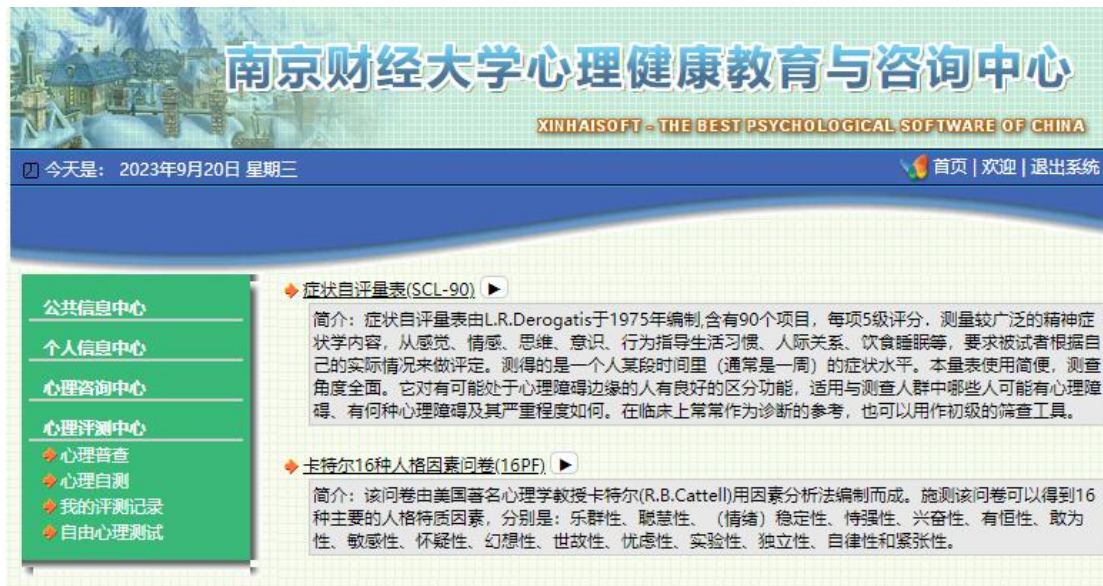 南京财经大学心理健康教育与咨询中心
XINHAISOFT - THE BEST PSYCHOLOGICAL SOFTWARE OF CHINA
今天是： 2023年9月20日 星期三
首页 | 欢迎 | 退出系统
公共信息中心
个人信息中心
心理咨询中心
心理评测中心
心理普查
心理自测
我的评测记录
自由心理测试
症状自评量表(SCL-90)
简介：症状自评量表由L.R.Derogatis于1975年编制,含有90个项目，每项5级评分．测量较广泛的精神症
状学内容，从感觉、情感、思维、意识、行为指导生活习惯、人际关系、饮食睡眠等，要求被试者根据自
己的实际情况来做评定。测得的是一个人某段时间里（通常是一周）的症状水平。本量表使用简便，测查
角度全面。它对有可能处于心理障碍边缘的人有良好的区分功能，适用与测查人群中哪些人可能有心理障
碍、有何种心理障碍及其严重程度如何。在临床上常常作为诊断的参考，也可以用作初级的筛查工具。
卡特尔16种人格因素问卷(16PF)
简介：该问卷由美国著名心理学教授卡特尔(R.B.Cattell)用因素分析法编制而成。施测该问卷可以得到16
种主要的人格特质因素，分别是：乐群性、聪慧性、（情绪）稳定性、恃强性、兴奋性、有恒性、敢为
性、敏感性、怀疑性、幻想性、世故性、忧虑性、实验性、独立性、自律性和紧张性。